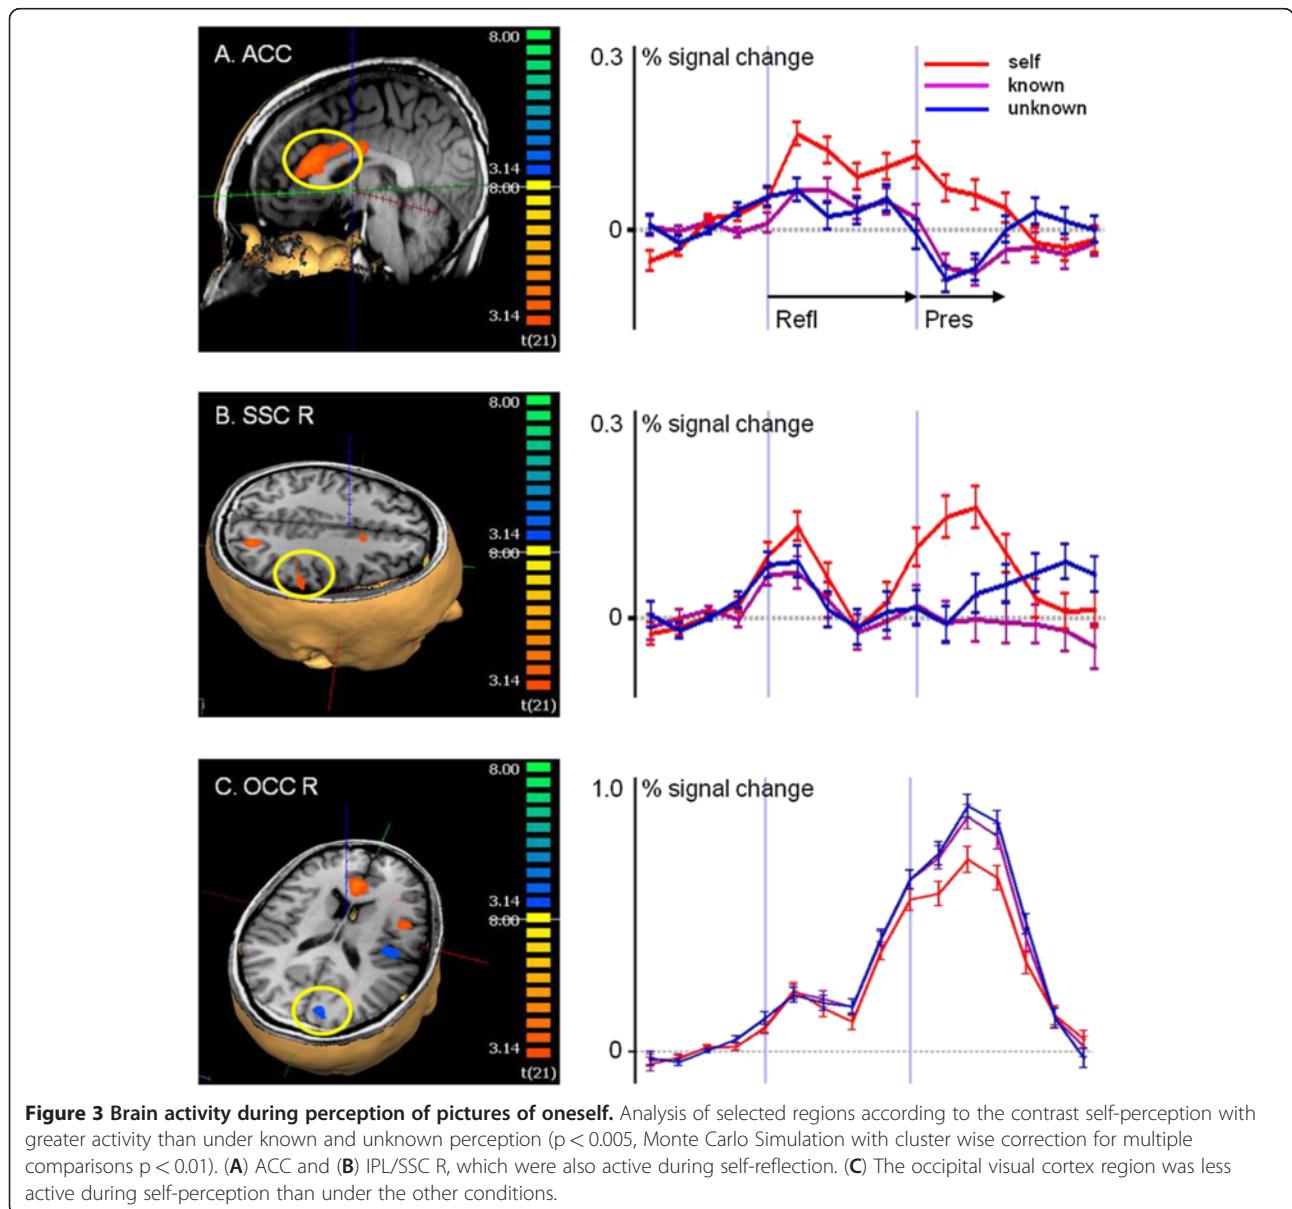 A. ACC
8.00
3.14
8.00
3.14
t(21)
0.3 % signal change
self
known
unknown
0
Refl
Pres
B. SSC R
8.00
3.14
8.00
3.14
t(21)
0.3 % signal change
0
C. OCC R
8.00
3.14
8.00
3.14
t(21)
1.0 % signal change
0
Figure 3 Brain activity during perception of pictures of oneself. Analysis of selected regions according to the contrast self-perception with
greater activity than under known and unknown perception (p < 0.005, Monte Carlo Simulation with cluster wise correction for multiple
comparisons p < 0.01). (A) ACC and (B) IPL/SSC R, which were also active during self-reflection. (C) The occipital visual cortex region was less
active during self-perception than under the other conditions.